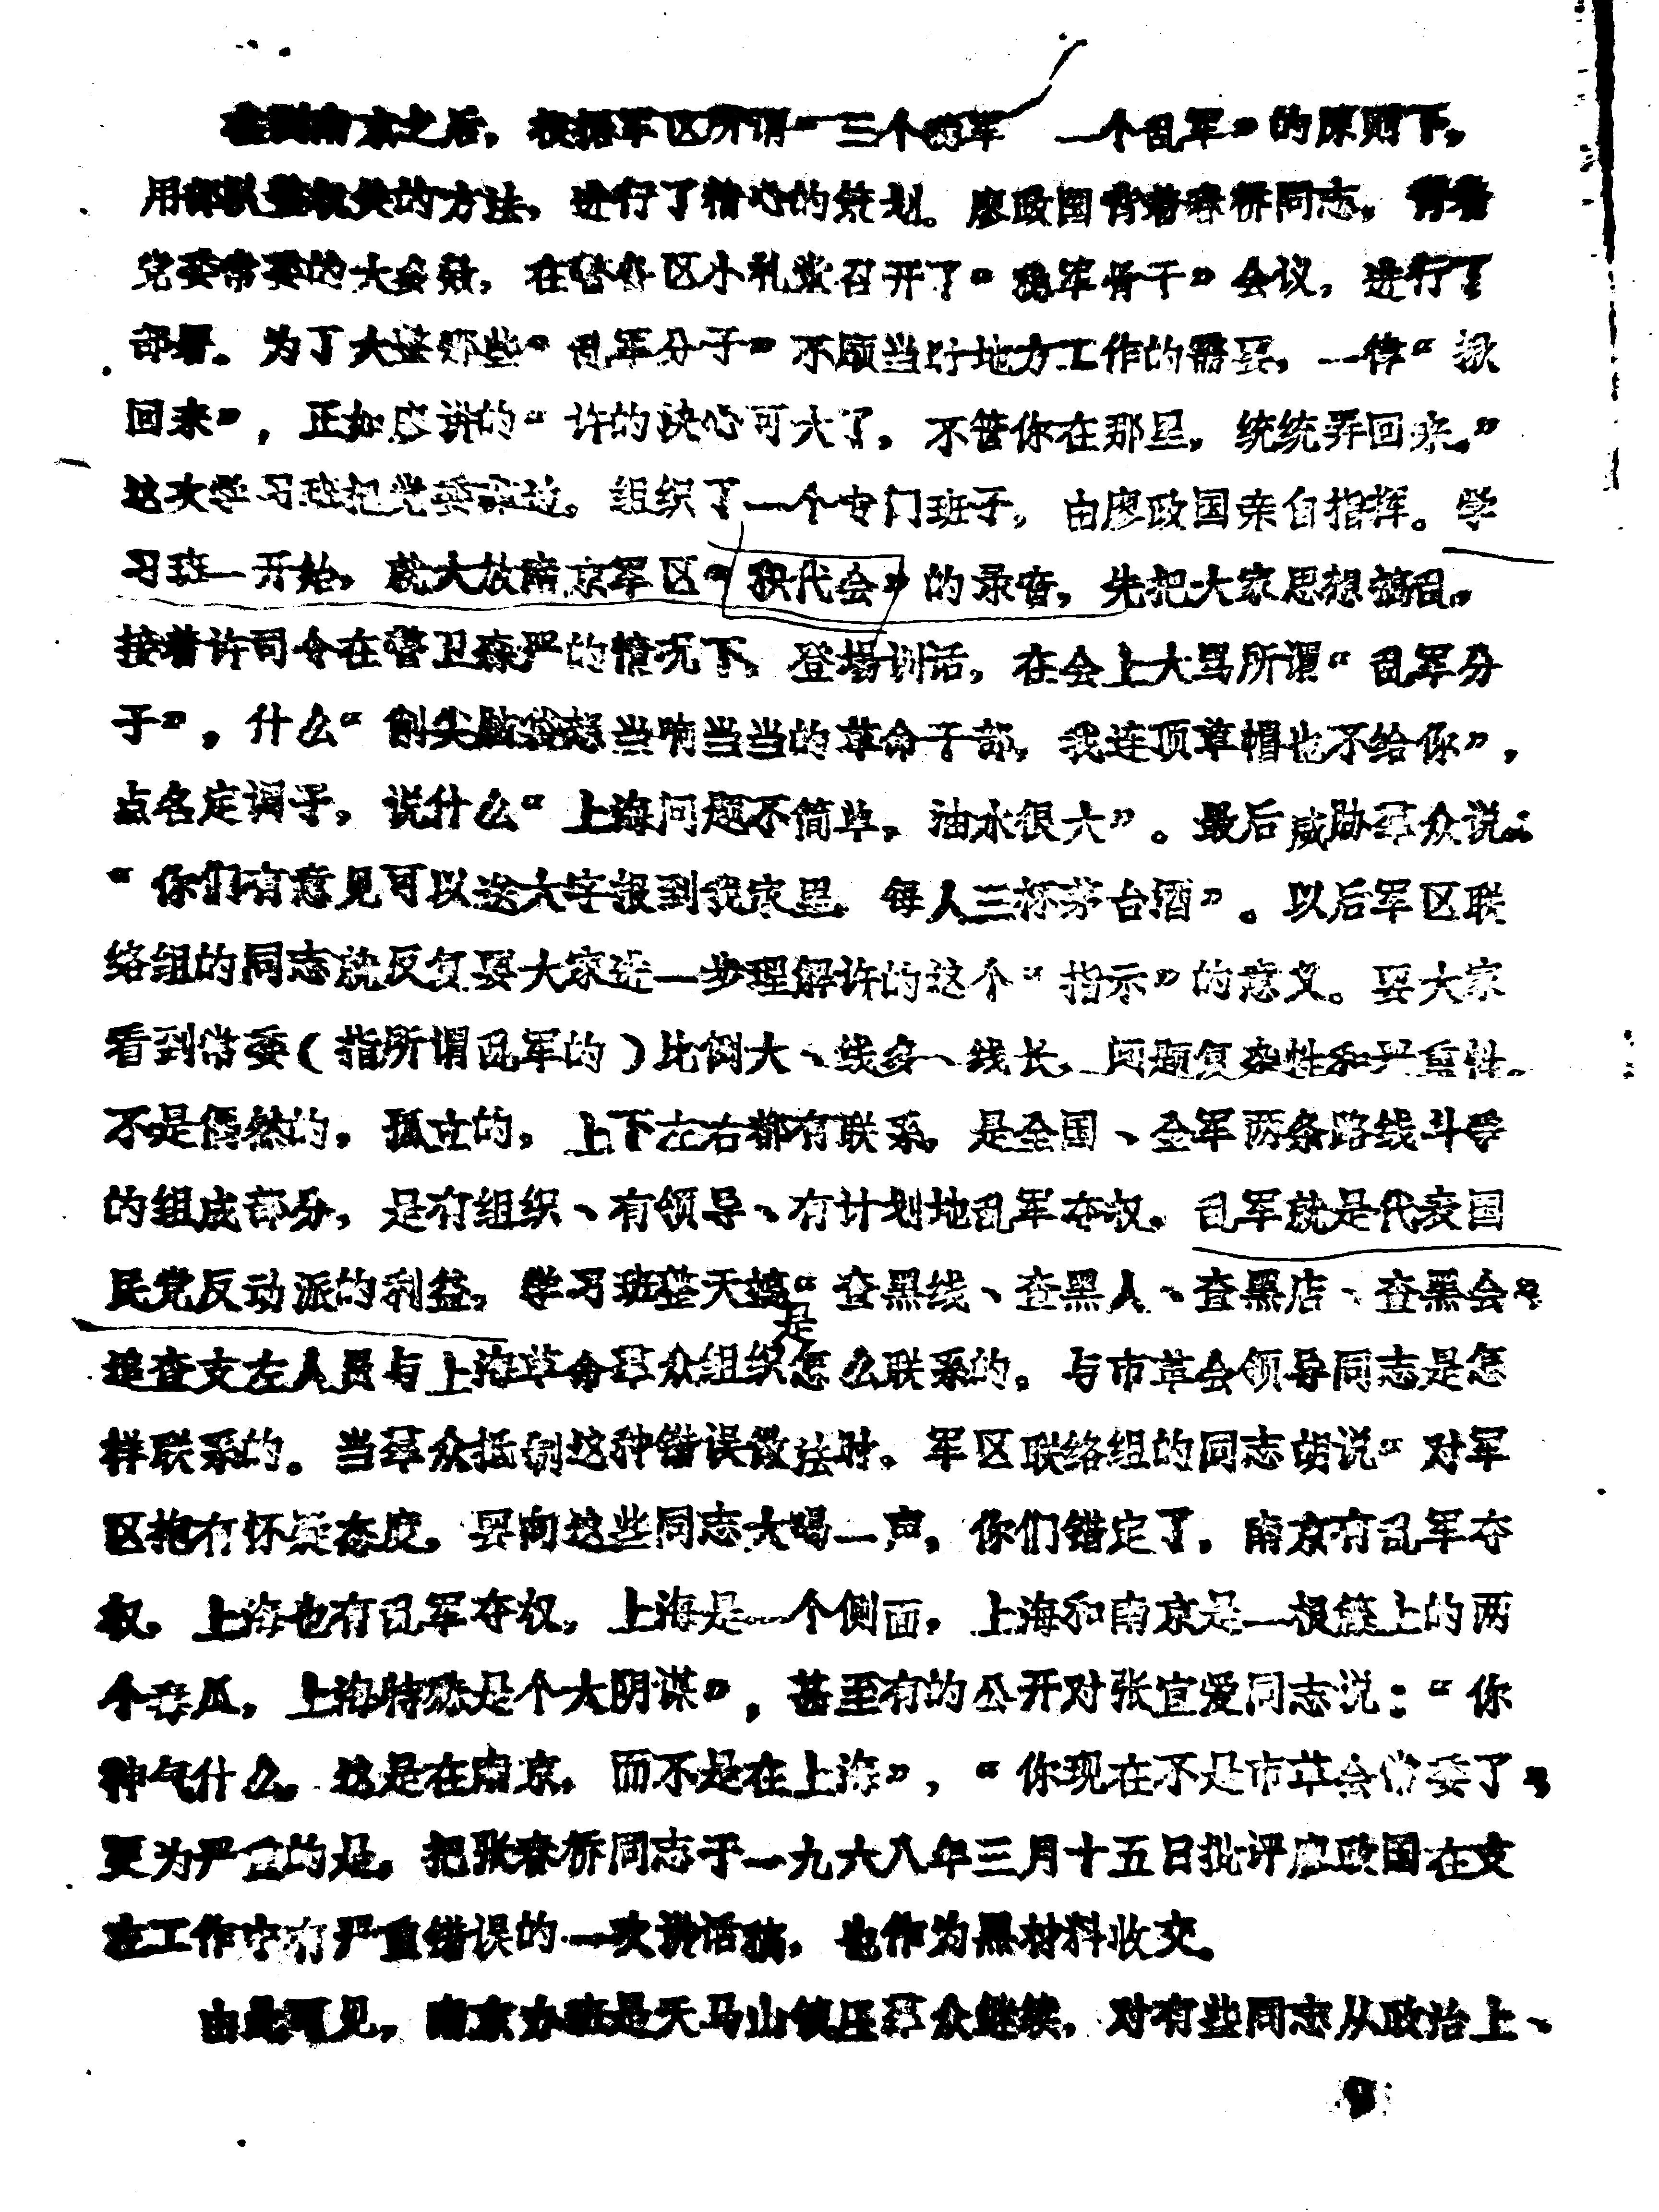 在到南京之后，根据军区所谓“三个两军 一个乱军”的原则下，
用部队整机关的方法，进行了精心的策划。廖政国背着春桥同志，背着
党委常委的大多数，在警备区小礼堂召开了“搞军骨干”会议，进行了
部署。为了大整那些“乱军分子”不顾当时地方工作的需要，一律“揪
回来”，正如廖讲的“许的决心可大了，不管你在那里，统统弄回来。”
这次学习班把党委靠边。组织了一个专门班子，由廖政国亲自指挥。学
习班一开始，就大放南京军区“积代会”的录音，先把大家思想搞乱，
接着许司令在警卫森严的情况下，登场训话，在会上大骂所谓“乱军分
子”，什么“削尖脑袋想当响当当的革命干部，我连顶草帽也不给你”，
点名定调子，说什么“上海问题不简单，油水很大”。最后威胁群众说：
“你们有意见可以送大字报到我家里，每人三杯茅台酒”。以后军区联
络组的同志就反复要大家进一步理解许的这个“指示”的意义。要大家
看到常委（指所谓乱军的）比例大、线多、线长，问题复杂性和严重性，
不是偶然的，孤立的，上下左右都有联系，是全国、全军两条路线斗争
的组成部分，是有组织、有领导、有计划地乱军夺权。乱军就是代表国
民党反动派的利益，学习班整天搞“查黑线、查黑人、查黑店、查黑会”
追查支左人员与上海革命群众组织是怎么联系的。与市革会领导同志是怎
样联系的。当群众抵制这种错误做法时，军区联络组的同志胡说“对军
区抱有怀疑态度，要向这些同志大喝一声，你们错定了，南京有乱军夺
权，上海也有乱军夺权，上海是一个侧面，上海和南京是一根藤上的两
个毒瓜，上海特殊是个大阴谋”，甚至有的公开对张宜爱同志说：“你
神气什么，这是在南京，而不是在上海”，“你现在不是市革会常委了”，
更为严重的是，把张春桥同志于一九六八年三月十五日批评廖政国在支
左工作中有严重错误的一次讲话稿，也作为黑材料收交。
由此可见，南京办班是天马山镇压群众继续，对有些同志从政治上、